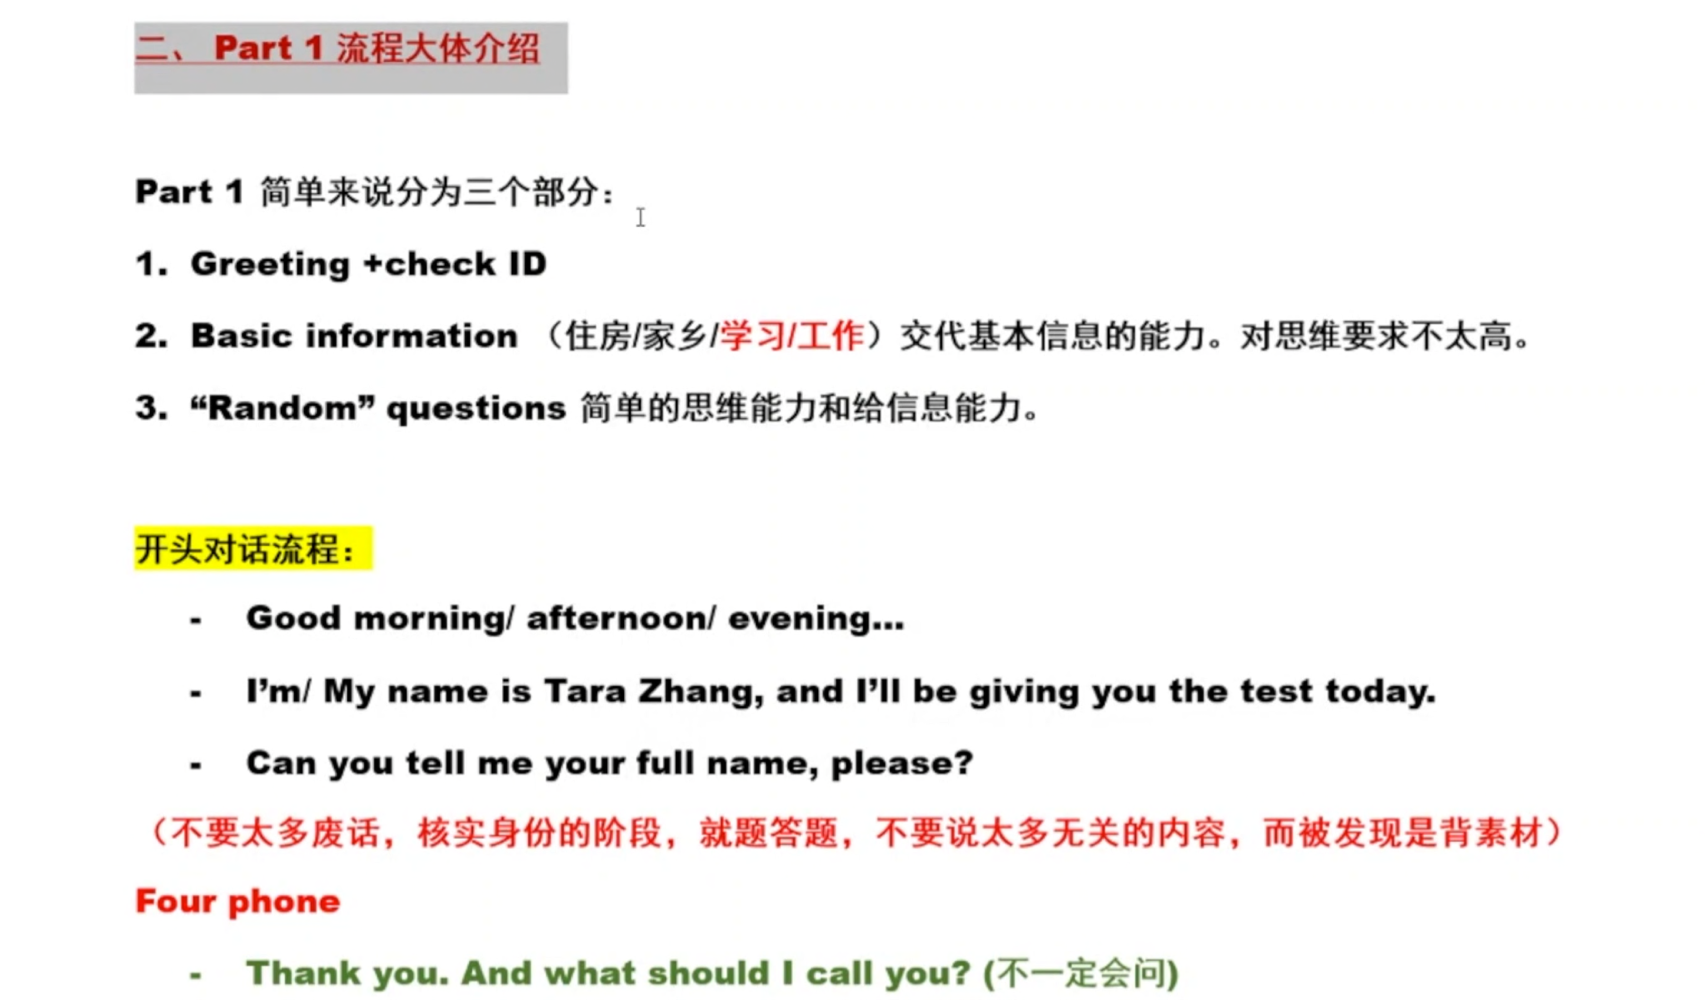 二、 Part 1 流程大体介绍
Part 1 简单来说分为三个部分：
1. Greeting +check ID
2. Basic information （住房/家乡/学习/工作）交代基本信息的能力。对思维要求不太高。
3. “Random” questions 简单的思维能力和给信息能力。
开头对话流程：
- Good morning/ afternoon/ evening...
- I’m/ My name is Tara Zhang, and I’ll be giving you the test today.
- Can you tell me your full name, please?
（不要太多废话，核实身份的阶段，就题答题，不要说太多无关的内容，而被发现是背素材）
Four phone
- Thank you. And what should I call you? (不一定会问)